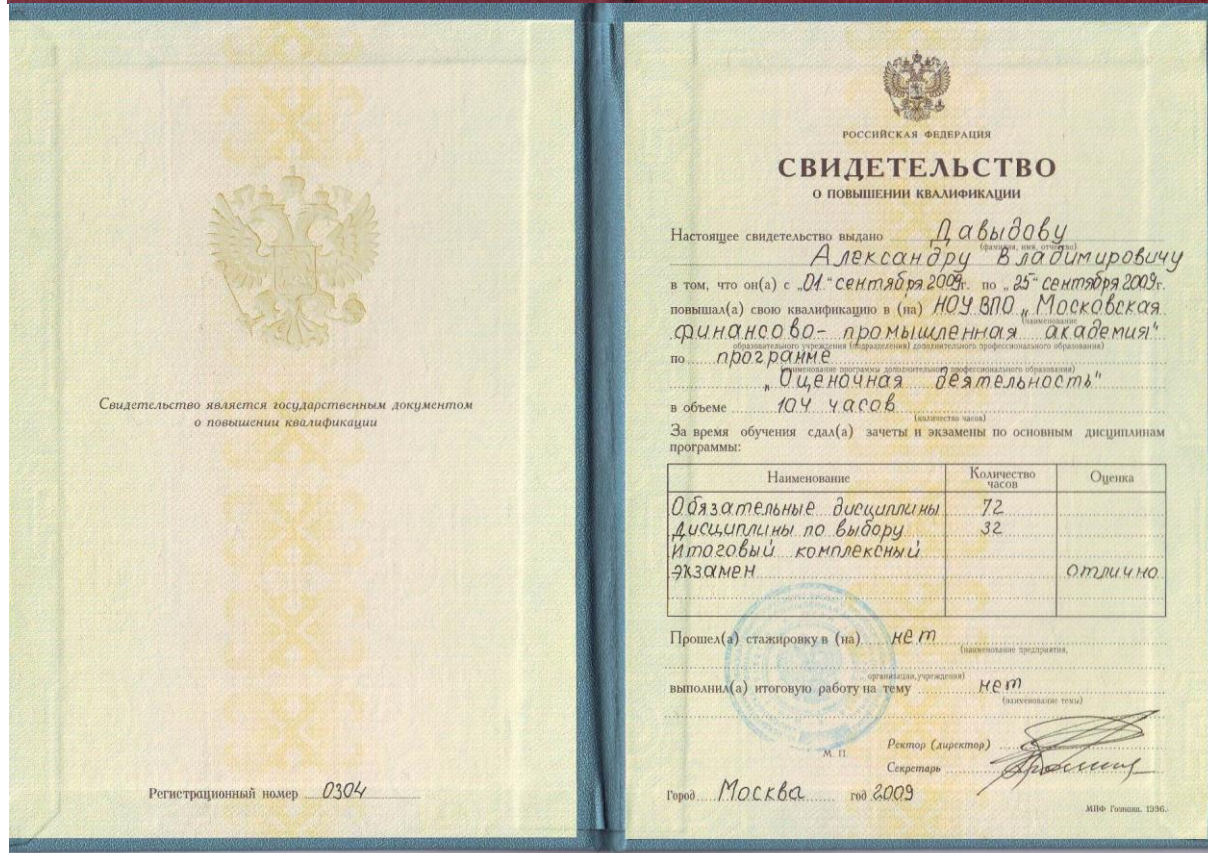 Свидетельство является государственным документом
о повышении квалификации
Регистрационный номер 0304
РОССИЙСКАЯ ФЕДЕРАЦИЯ
СВИДЕТЕЛЬСТВО
О ПОВЫШЕНИИ КВАЛИФИКАЦИИ
Настоящее свидетельство выдано Давыдову
(фамилия, имя, отчество)
Александру Владимировичу
в том, что он(а) с „01" сентября 2009г. по „25" сентября 2009г.
повышал(а) свою квалификацию в (на) НОУ ВПО „Московская
(наименование
финансово- промышленная академия"
образовательного учреждения (подразделения) дополнительного профессионального образования)
по программе
(наименование программы дополнительного профессионального образования)
„Оценочная деятельность"
в объеме 104 часов
(количество часов)
За время обучения сдал(а) зачеты и экзамены по основным дисциплинам
программы:
Наименование Количество часов Оценка
Обязательные дисциплины 72
Дисциплины по выбору 32
Итоговый комплексный
экзамен отлично
Прошел(а) стажировку в (на) нет
(наименование предприятия,
организации, учреждения)
выполнил(а) итоговую работу на тему нет
(наименование темы)
М. П.
Ректор (директор)
Секретарь
Город Москва год 2009
МПФ Гознака. 1996.